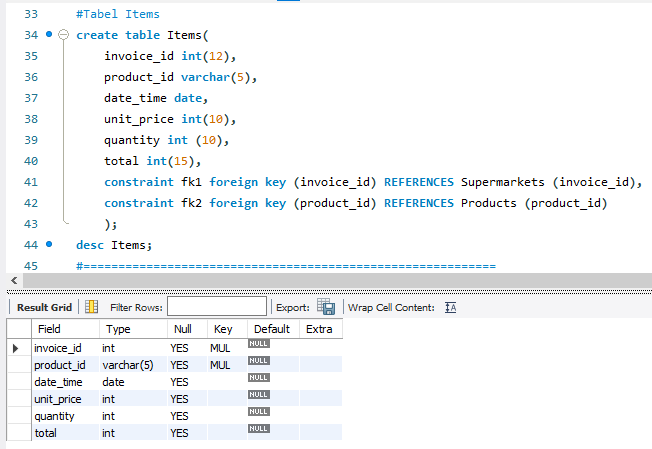 33 #Tabel Items
34 create table Items(
35 invoice_id int(12),
36 product_id varchar(5),
37 date_time date,
38 unit_price int(10),
39 quantity int (10),
40 total int(15),
41 constraint fk1 foreign key (invoice_id) REFERENCES Supermarkets (invoice_id),
42 constraint fk2 foreign key (product_id) REFERENCES Products (product_id)
43 );
44 desc Items;
45 #===========================================================
Result Grid Filter Rows: Export: Wrap Cell Content: IA
Field Type Null Key Default Extra
invoice_id int YES MUL NULL
product_id varchar(5) YES MUL NULL
date_time date YES NULL
unit_price int YES NULL
quantity int YES NULL
total int YES NULL